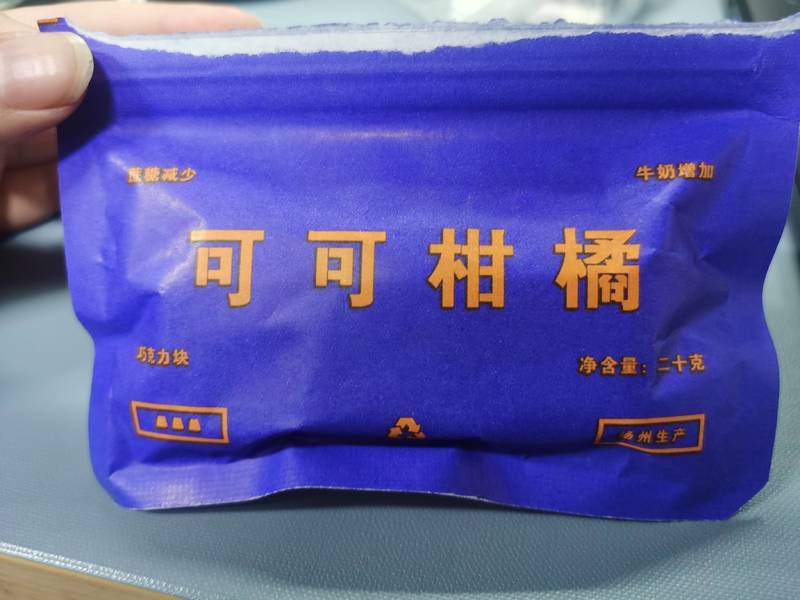 蔗糖减少
牛奶增加
可可柑橘
巧克力块
净含量：二十克
州生产